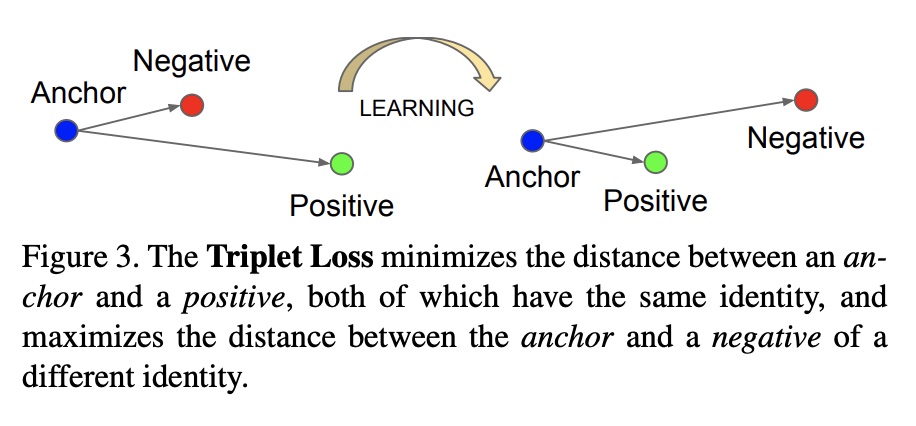 Negative
Anchor
LEARNING
Positive
Negative
Anchor
Positive
Figure 3. The Triplet Loss minimizes the distance between an an-
chor and a positive, both of which have the same identity, and
maximizes the distance between the anchor and a negative of a
different identity.